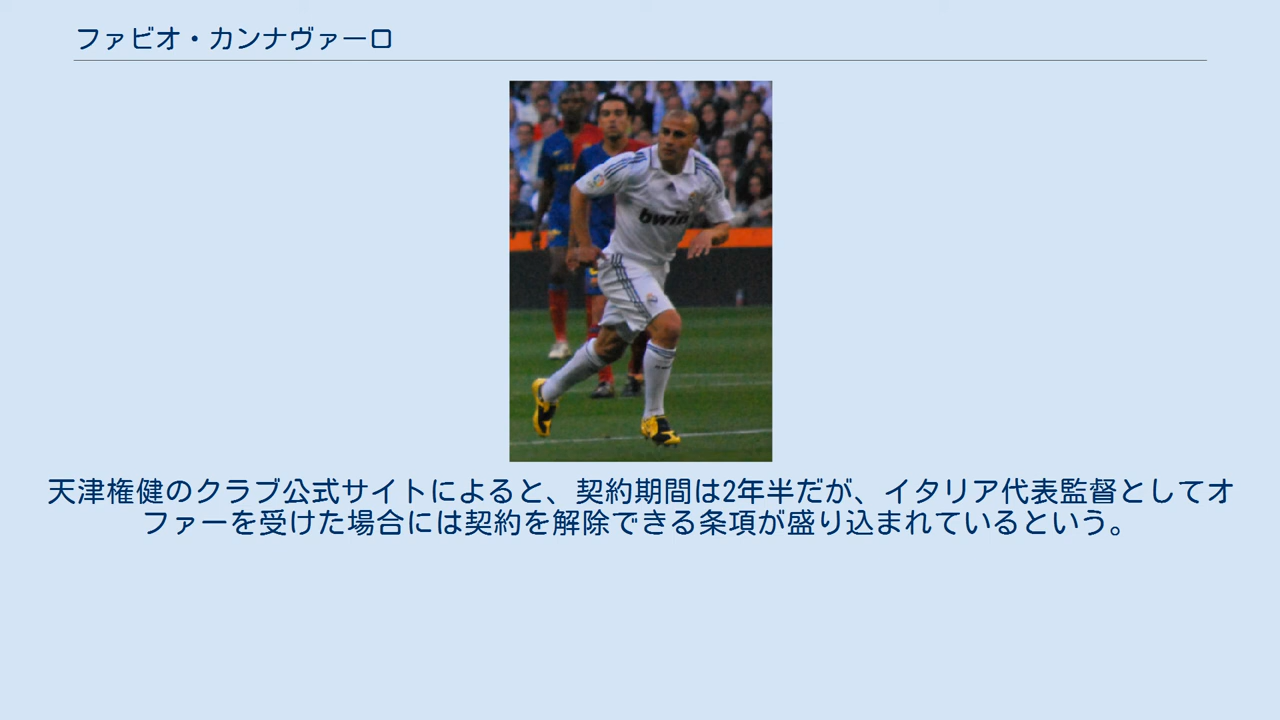 ファビオ・カンナヴァーロ
bwin
天津権健のクラブ公式サイトによると、契約期間は2年半だが、イタリア代表監督としてオ
ファーを受けた場合には契約を解除できる条項が盛り込まれているという。